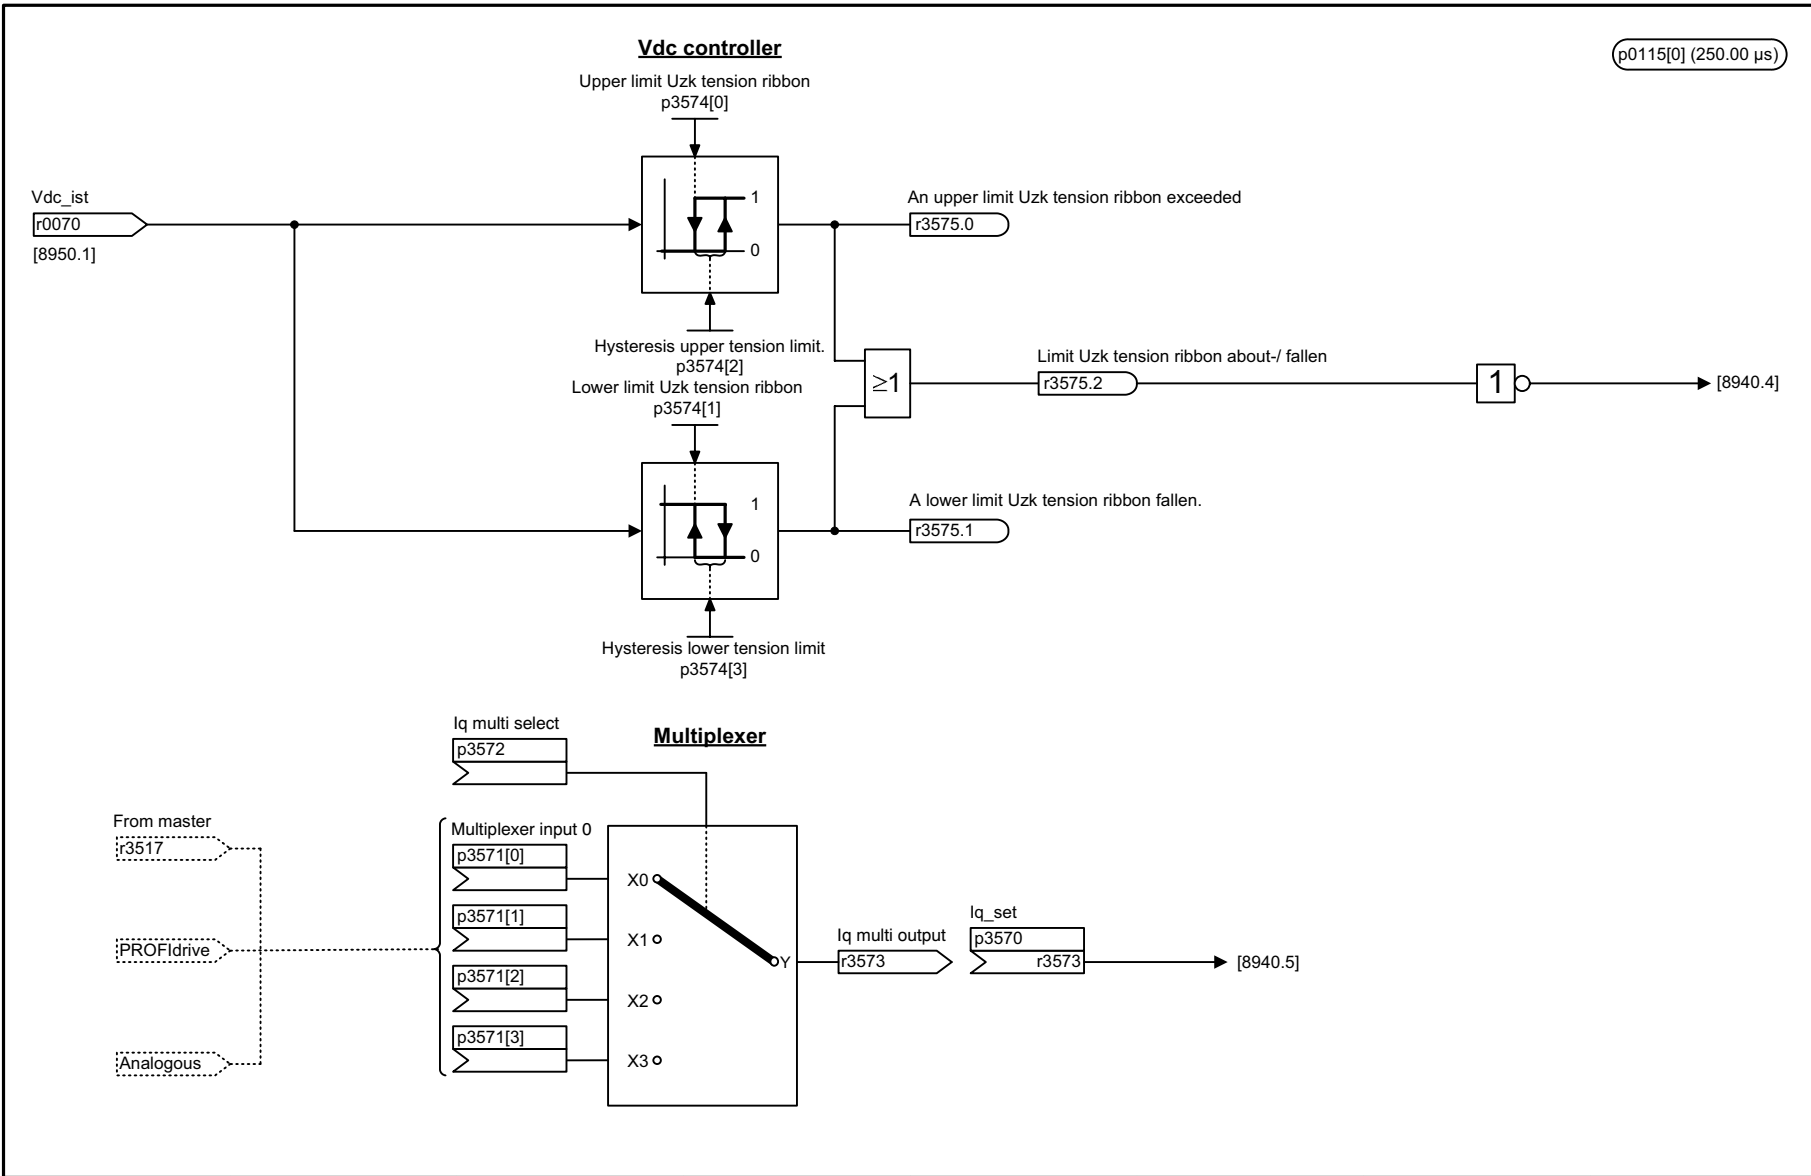 Vdc controller
p0115[0] (250.00 µs)
Upper limit Uzk tension ribbon
p3574[0]
Vdc_ist
r0070
[8950.1]
1
0
An upper limit Uzk tension ribbon exceeded
r3575.0
Hysteresis upper tension limit.
p3574[2]
Lower limit Uzk tension ribbon
p3574[1]
≥1
Limit Uzk tension ribbon about-/ fallen
r3575.2
1
[8940.4]
1
0
A lower limit Uzk tension ribbon fallen.
r3575.1
Hysteresis lower tension limit
p3574[3]
Iq multi select
p3572
Multiplexer
From master
r3517
PROFIdrive
Analogous
Multiplexer input 0
p3571[0]
p3571[1]
p3571[2]
p3571[3]
X0
X1
X2
X3
Y
Iq multi output
r3573
Iq_set
p3570
r3573
[8940.5]